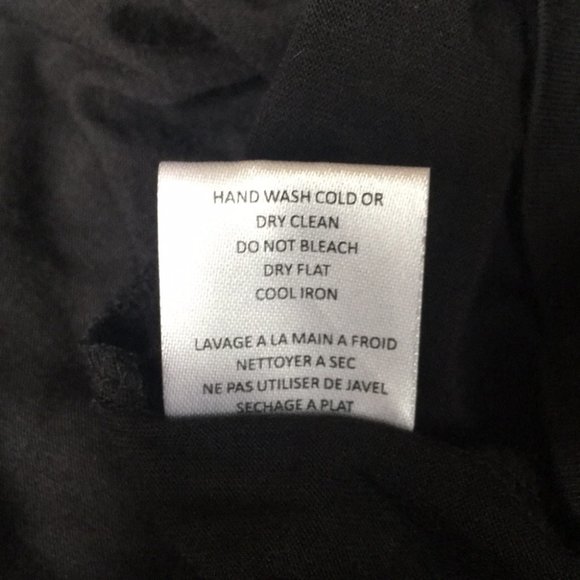 HAND WASH COLD OR
DRY CLEAN
DO NOT BLEACH
DRY FLAT
COOL IRON
LAVAGE A LA MAIN A FROID
NETTOYER A SEC
NE PAS UTILISER DE JAVEL
SECHAGE A PLAT